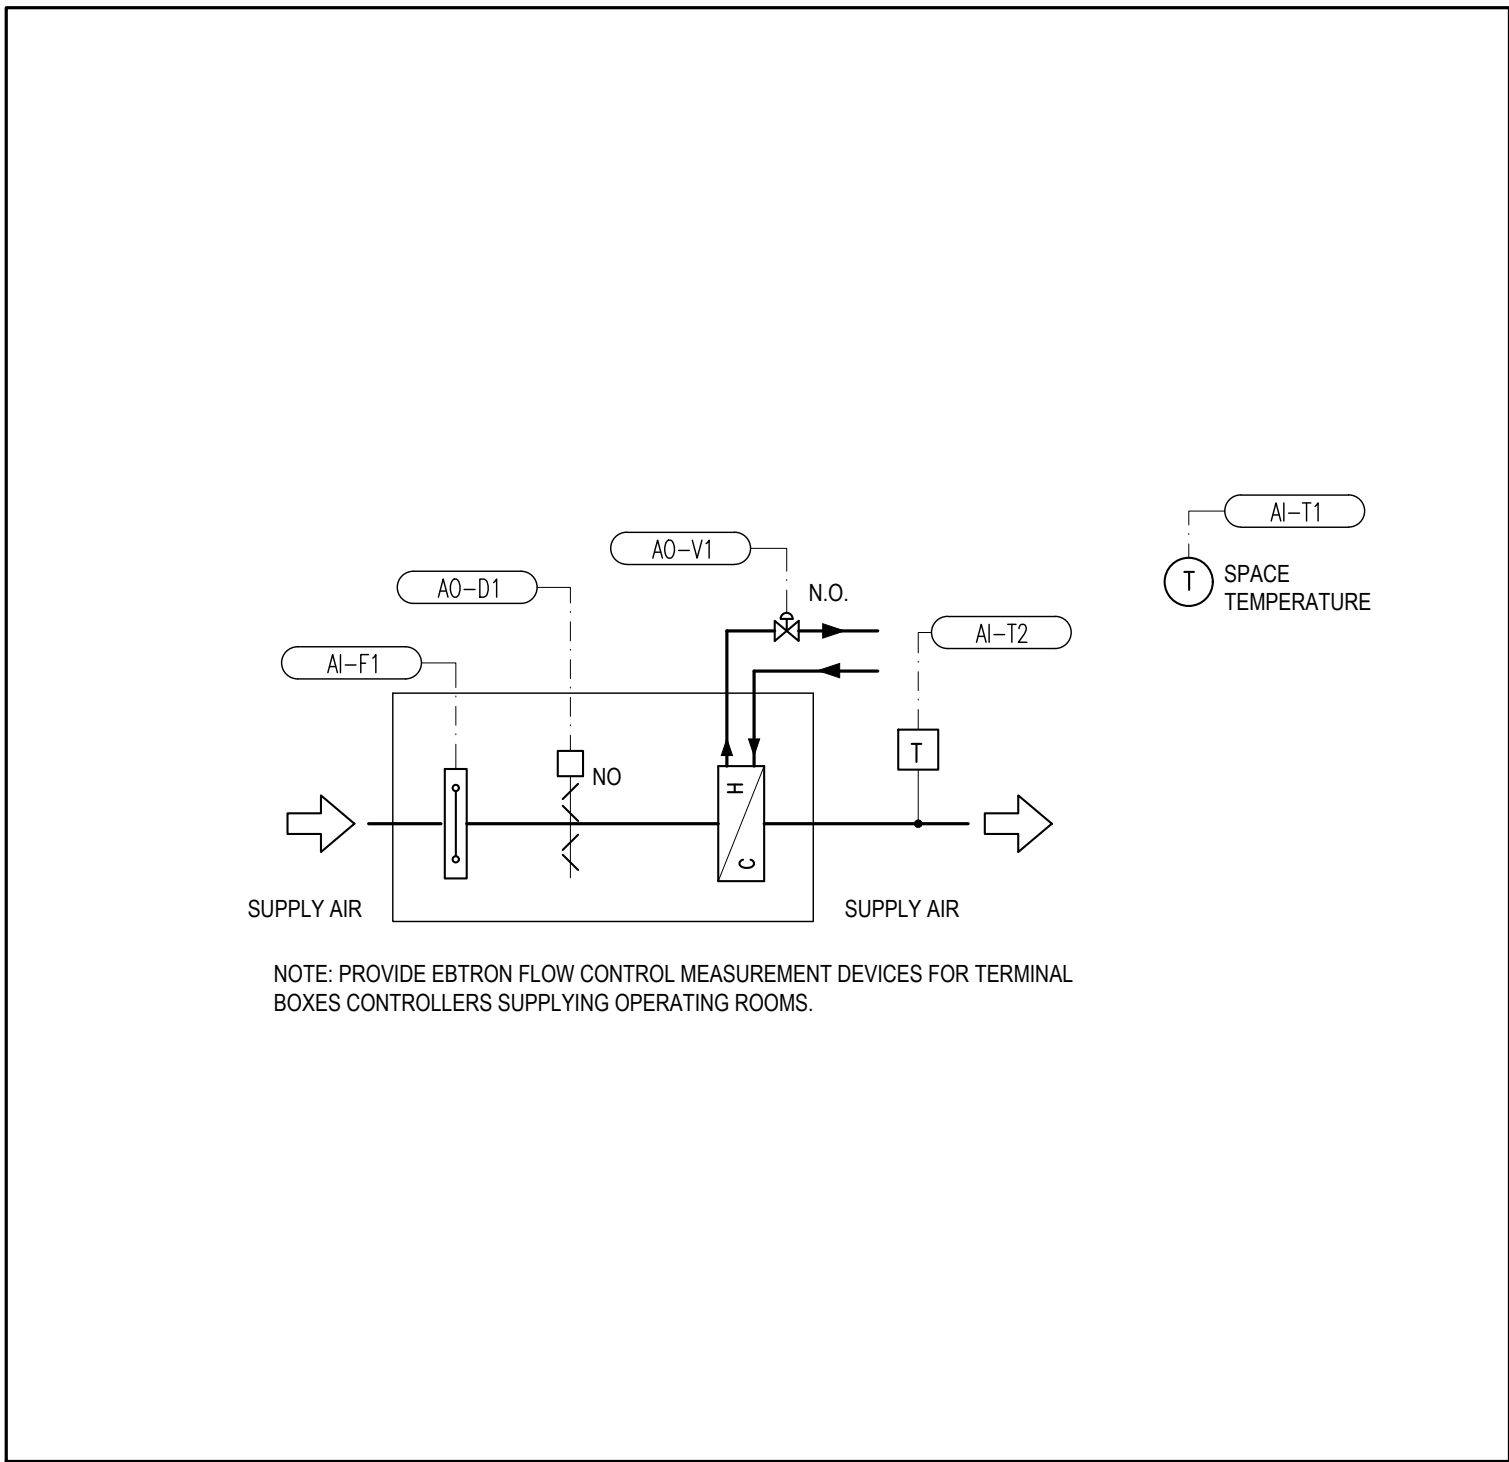 AI-T1
T
SPACE
TEMPERATURE
AO-V1
N.O.
AO-D1
AI-T2
AI-F1
T
NO
H
C
SUPPLY AIR
SUPPLY AIR
NOTE: PROVIDE EBTRON FLOW CONTROL MEASUREMENT DEVICES FOR TERMINAL
BOXES CONTROLLERS SUPPLYING OPERATING ROOMS.